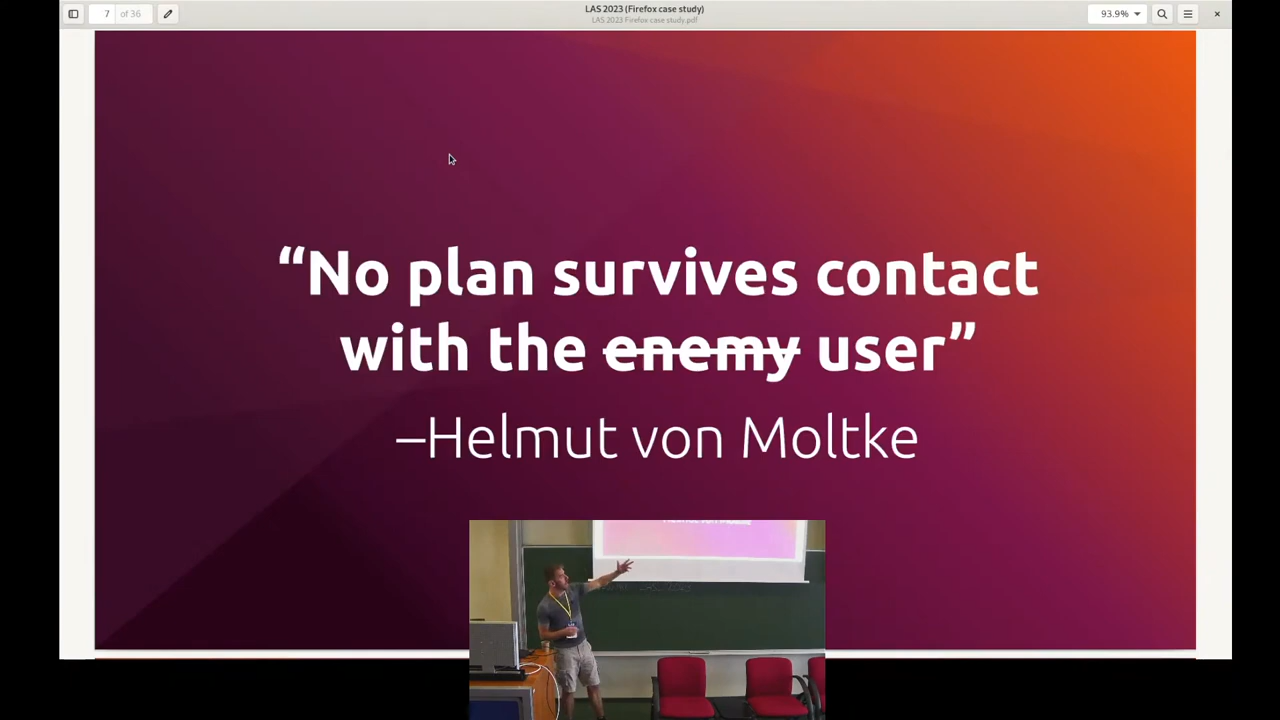 7 of 36
LAS 2023 (Firefox case study)
LAS 2023 Firefox case study.pdf
93.9%
“No plan survives contact
with the enemy user”
–Helmut von Moltke